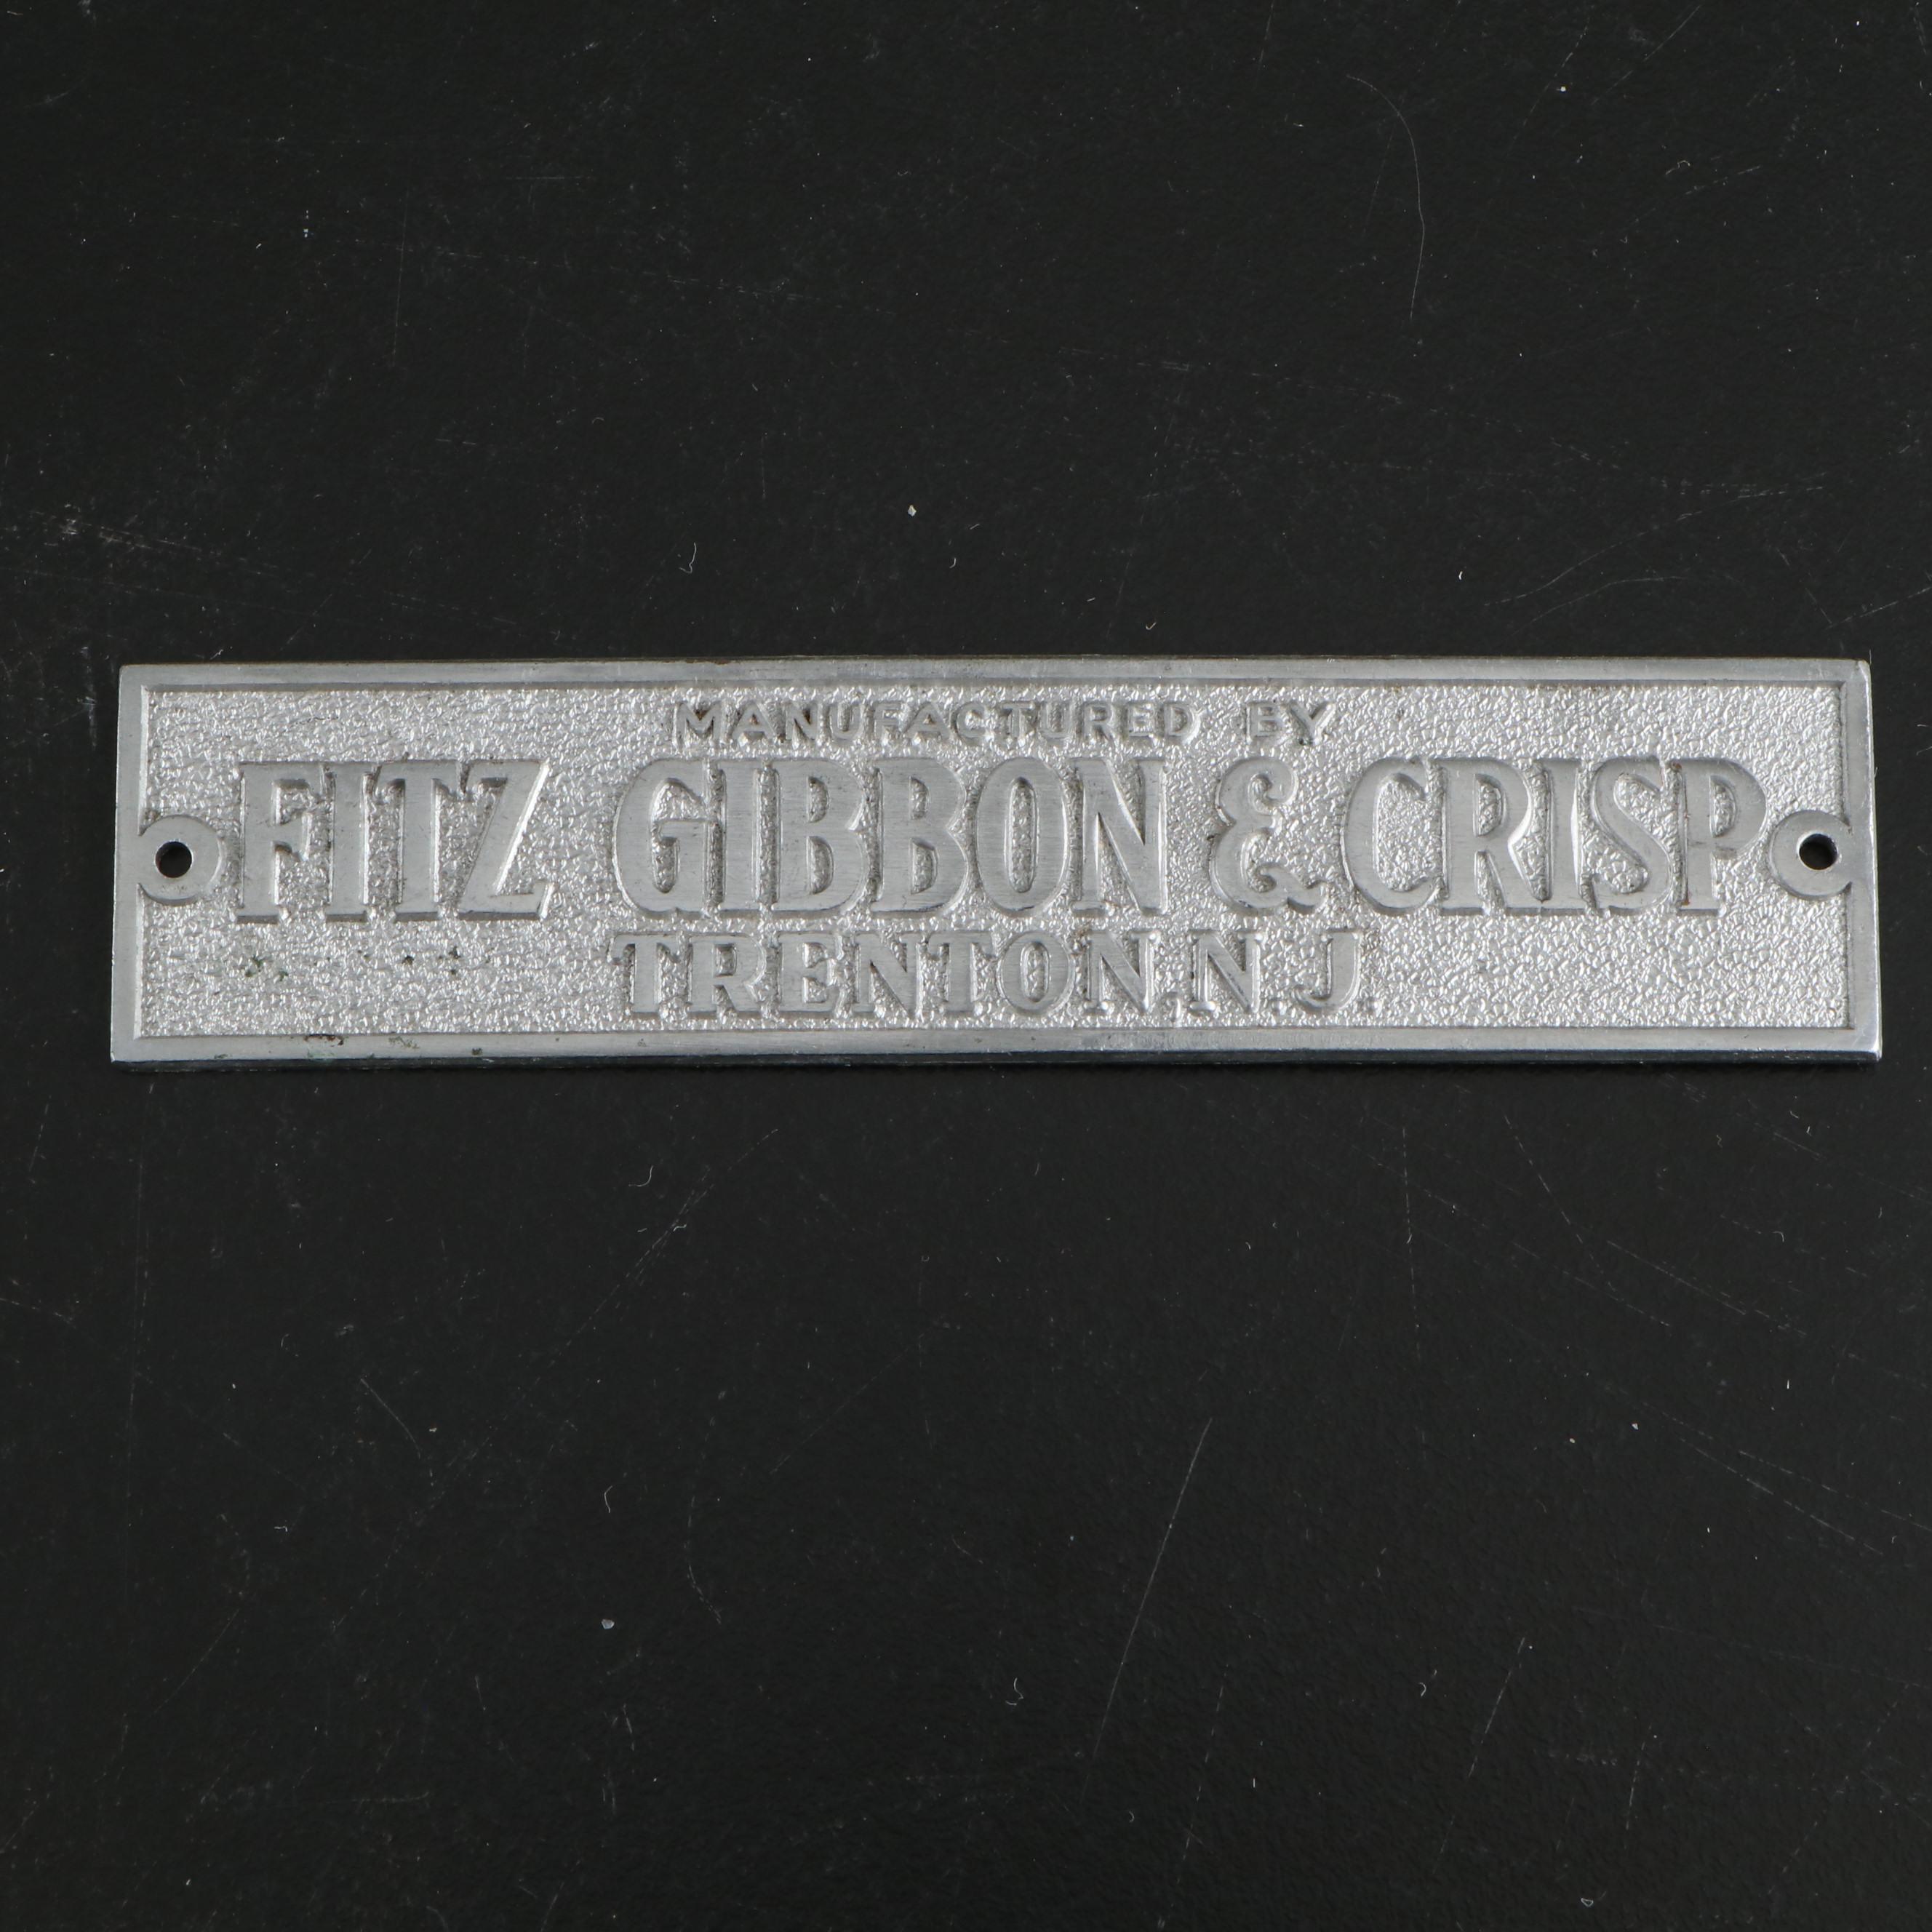 MANUFACTURED BY
FITZ GIBBON & CRISP
TRENTON.N.J.